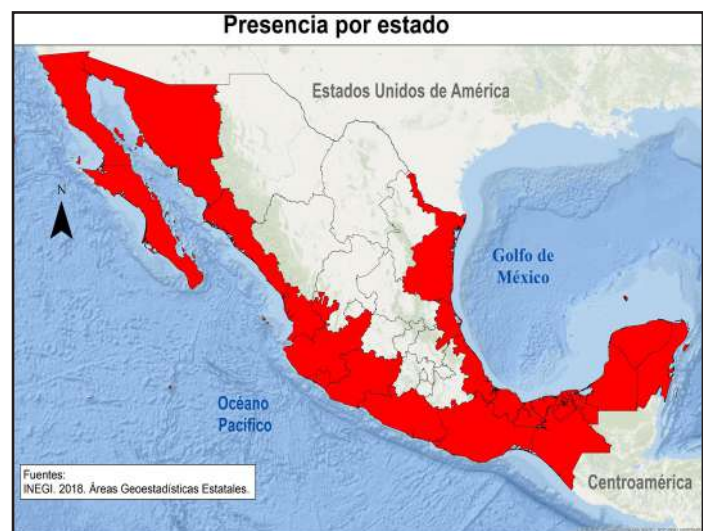 Presencia por estado
Estados Unidos de América
N
Golfo de
México
Océano
Pacífico
Fuentes:
INEGI. 2018. Áreas Geoestadísticas Estatales.
Centroamérica